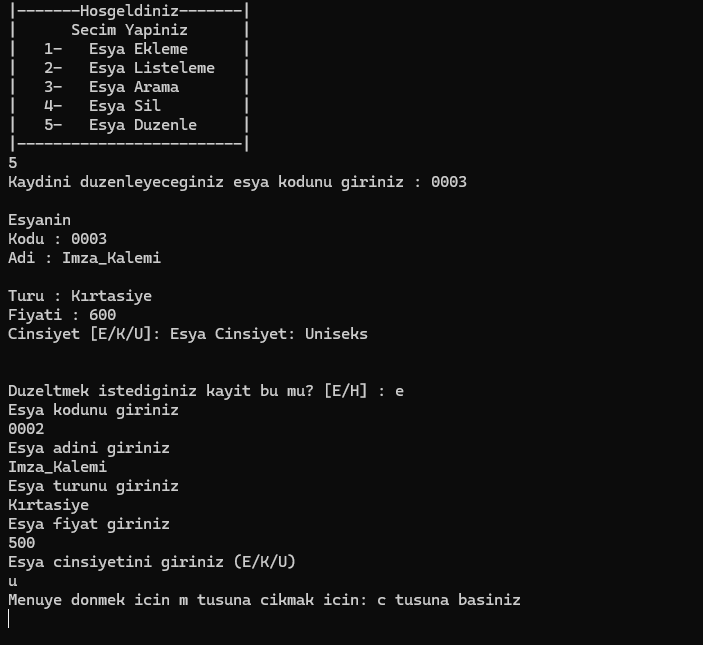 |-------Hosgeldiniz-------|
|      Secim Yapiniz      |
|   1-   Esya Ekleme      |
|   2-   Esya Listeleme   |
|   3-   Esya Arama       |
|   4-   Esya Sil         |
|   5-   Esya Duzenle     |
|-------------------------|
5
Kaydini duzenleyeceginiz esya kodunu giriniz : 0003
Esyanin
Kodu : 0003
Adi : Imza_Kalemi
Turu : Kırtasiye
Fiyati : 600
Cinsiyet [E/K/U]: Esya Cinsiyet: Uniseks
Duzeltmek istediginiz kayit bu mu? [E/H] : e
Esya kodunu giriniz
0002
Esya adini giriniz
Imza_Kalemi
Esya turunu giriniz
Kırtasiye
Esya fiyat giriniz
500
Esya cinsiyetini giriniz (E/K/U)
u
Menuye donmek icin m tusuna cikmak icin: c tusuna basiniz